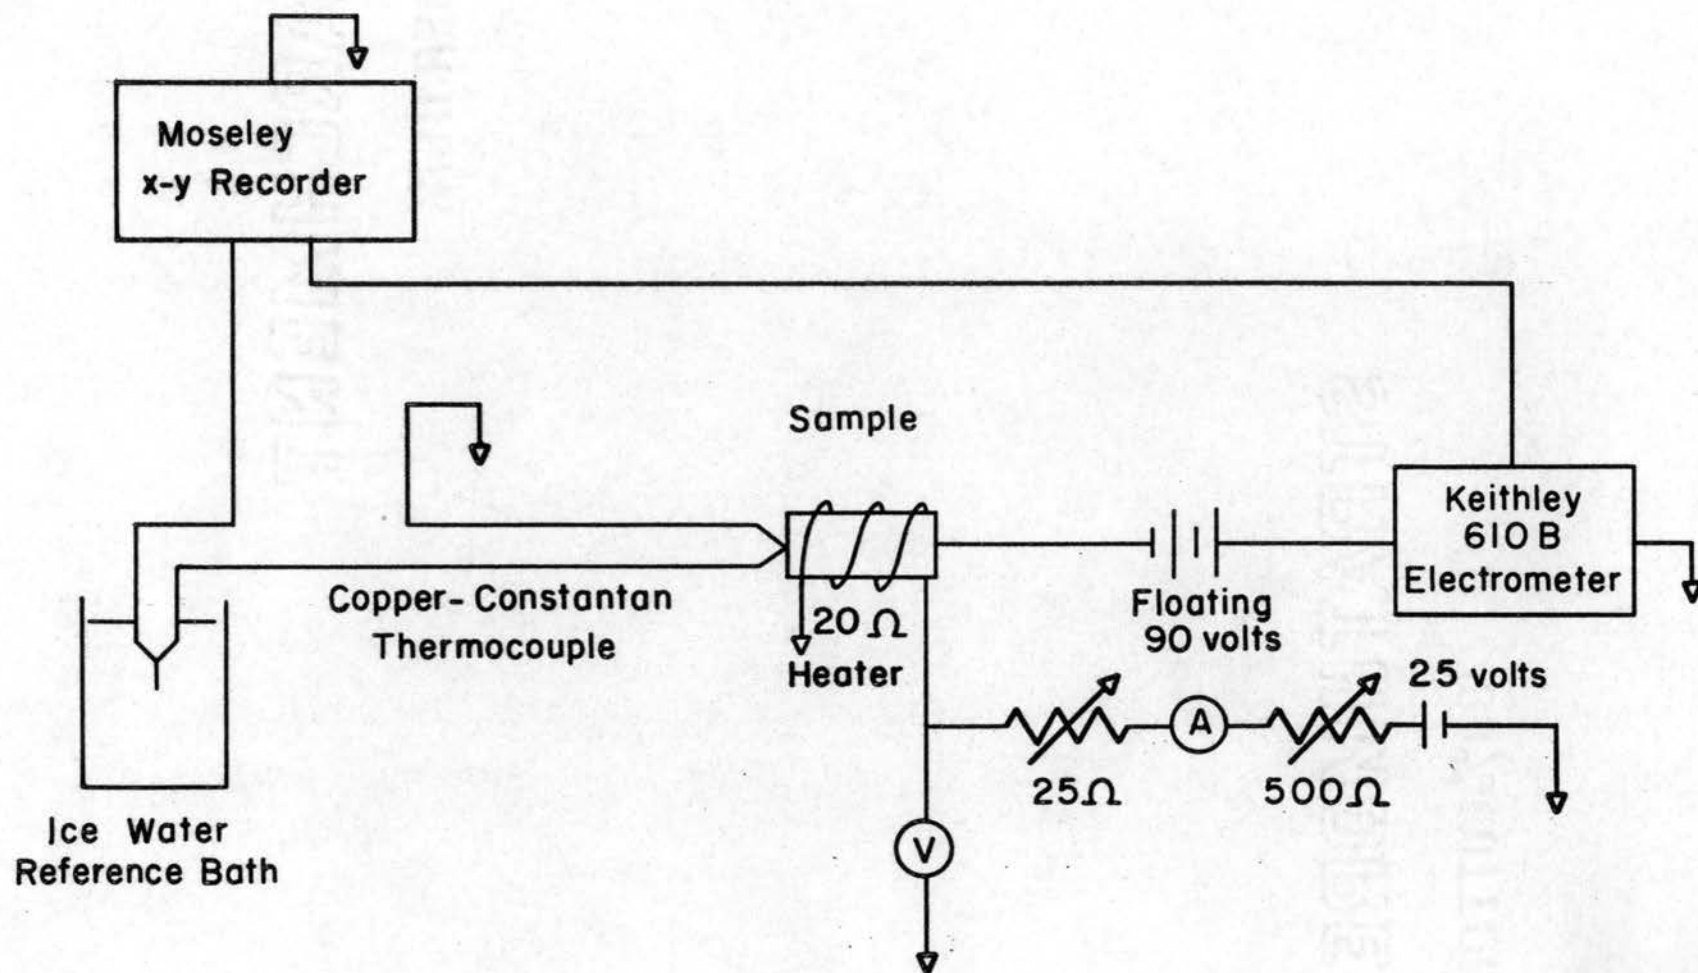 Moseley
x-y Recorder
Sample
Keithley
610 B
Electrometer
Copper-Constantan
Thermocouple
20 Ω
Heater
Floating
90 volts
25 volts
A
25Ω
500Ω
V
Ice Water
Reference Bath